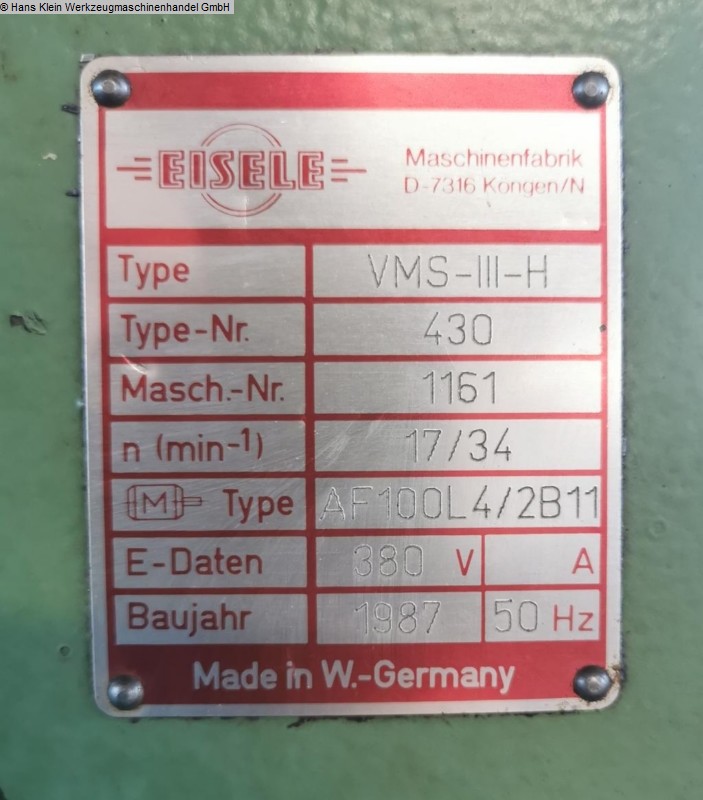 © Hans Klein Werkzeugmaschinenhandel GmbH
EISELE
Maschinenfabrik
D-7316 Köngen/N
Type VMS-III-H
Type-Nr. 430
Masch.-Nr. 1161
n (min-1) 17/34
M Type AF100L4/2B11
E-Daten 380 V A
Baujahr 1987 50 Hz
Made in W.-Germany